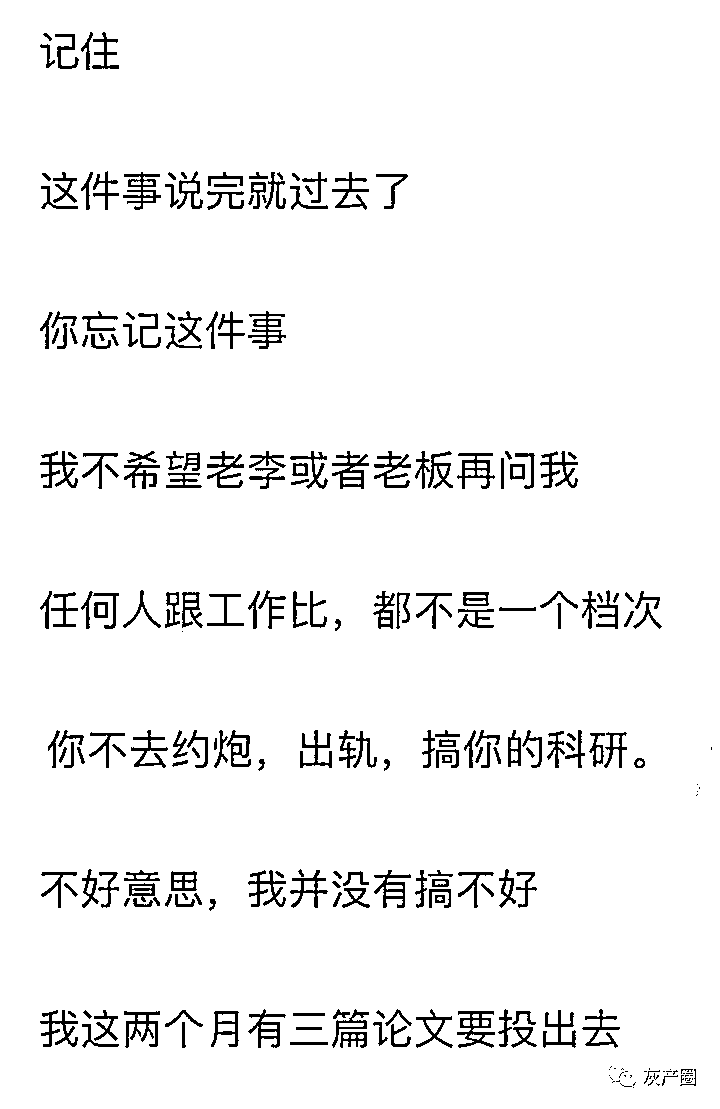 记住
这件事说完就过去了
你忘记这件事
我不希望老李或者老板再问我
任何人跟工作比，都不是一个档次
你不去约炮，出轨，搞你的科研。
不好意思，我并没有搞不好
我这两个月有三篇论文要投出去
灰产圈